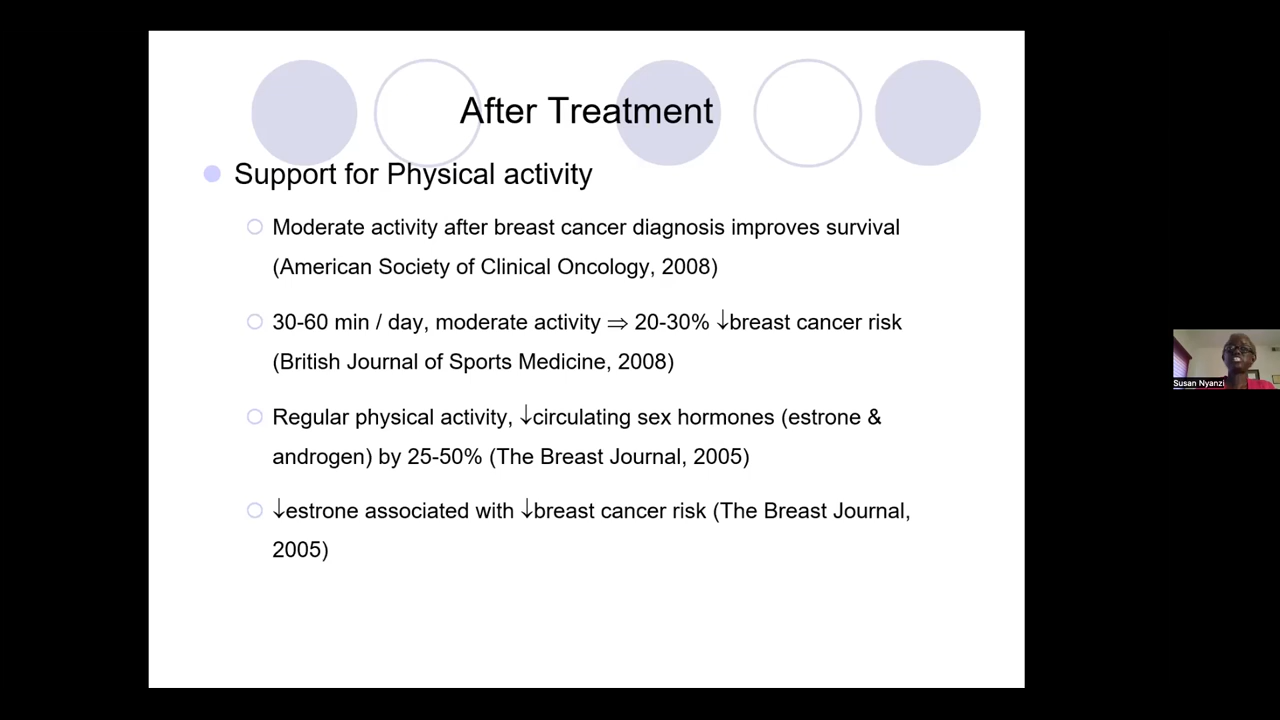 After Treatment
Support for Physical activity
Moderate activity after breast cancer diagnosis improves survival
(American Society of Clinical Oncology, 2008)
30-60 min / day, moderate activity ⇒ 20-30% ↓breast cancer risk
(British Journal of Sports Medicine, 2008)
Regular physical activity, ↓circulating sex hormones (estrone &
androgen) by 25-50% (The Breast Journal, 2005)
↓estrone associated with ↓breast cancer risk (The Breast Journal,
2005)
Susan Nyanzi